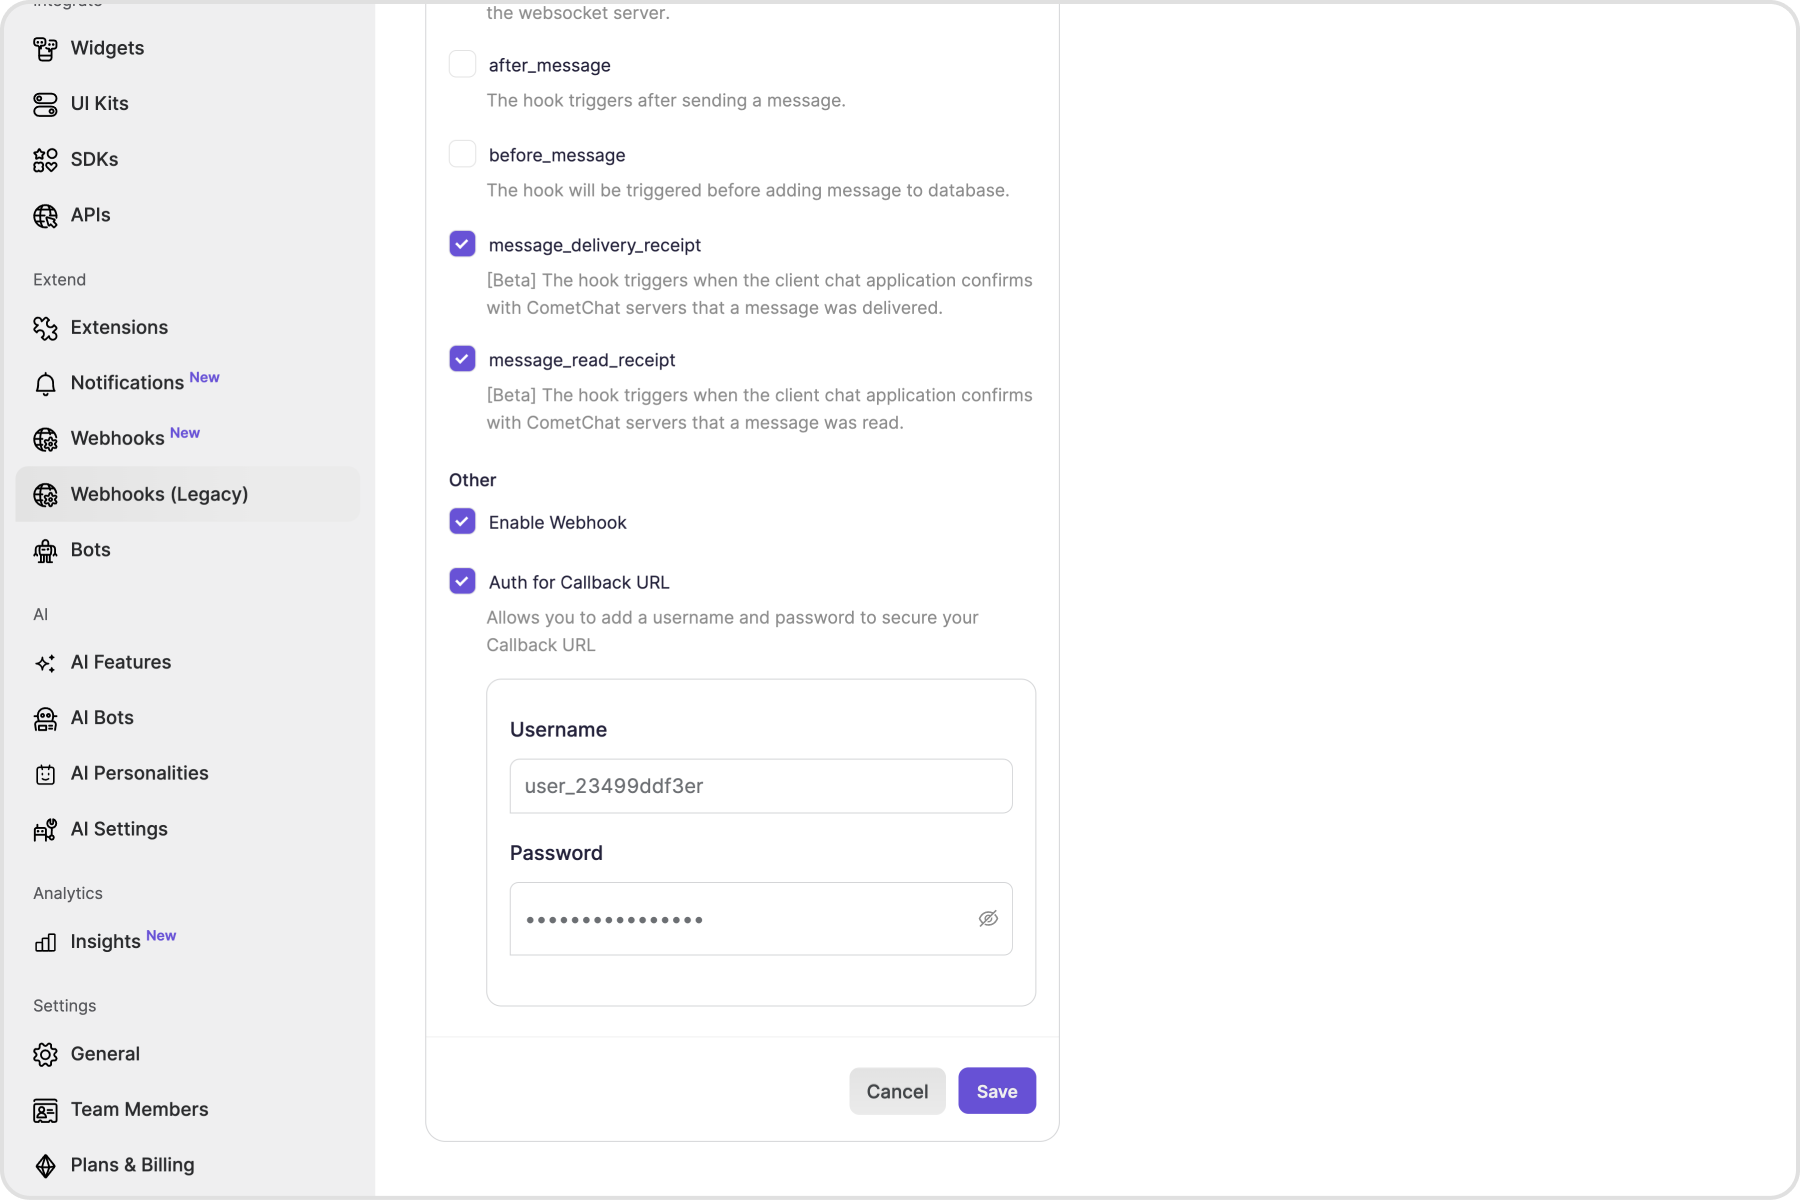 Integrate
Widgets
UI Kits
SDKs
APIs
Extend
Extensions
Notifications New
Webhooks New
Webhooks (Legacy)
Bots
AI
AI Features
AI Bots
AI Personalities
AI Settings
Analytics
Insights New
Settings
General
Team Members
Plans & Billing
the websocket server.
after_message
The hook triggers after sending a message.
before_message
The hook will be triggered before adding message to database.
message_delivery_receipt
[Beta] The hook triggers when the client chat application confirms
with CometChat servers that a message was delivered.
message_read_receipt
[Beta] The hook triggers when the client chat application confirms
with CometChat servers that a message was read.
Other
Enable Webhook
Auth for Callback URL
Allows you to add a username and password to secure your
Callback URL
Username
user_23499ddf3er
Password
••••••••••••••••
Cancel
Save